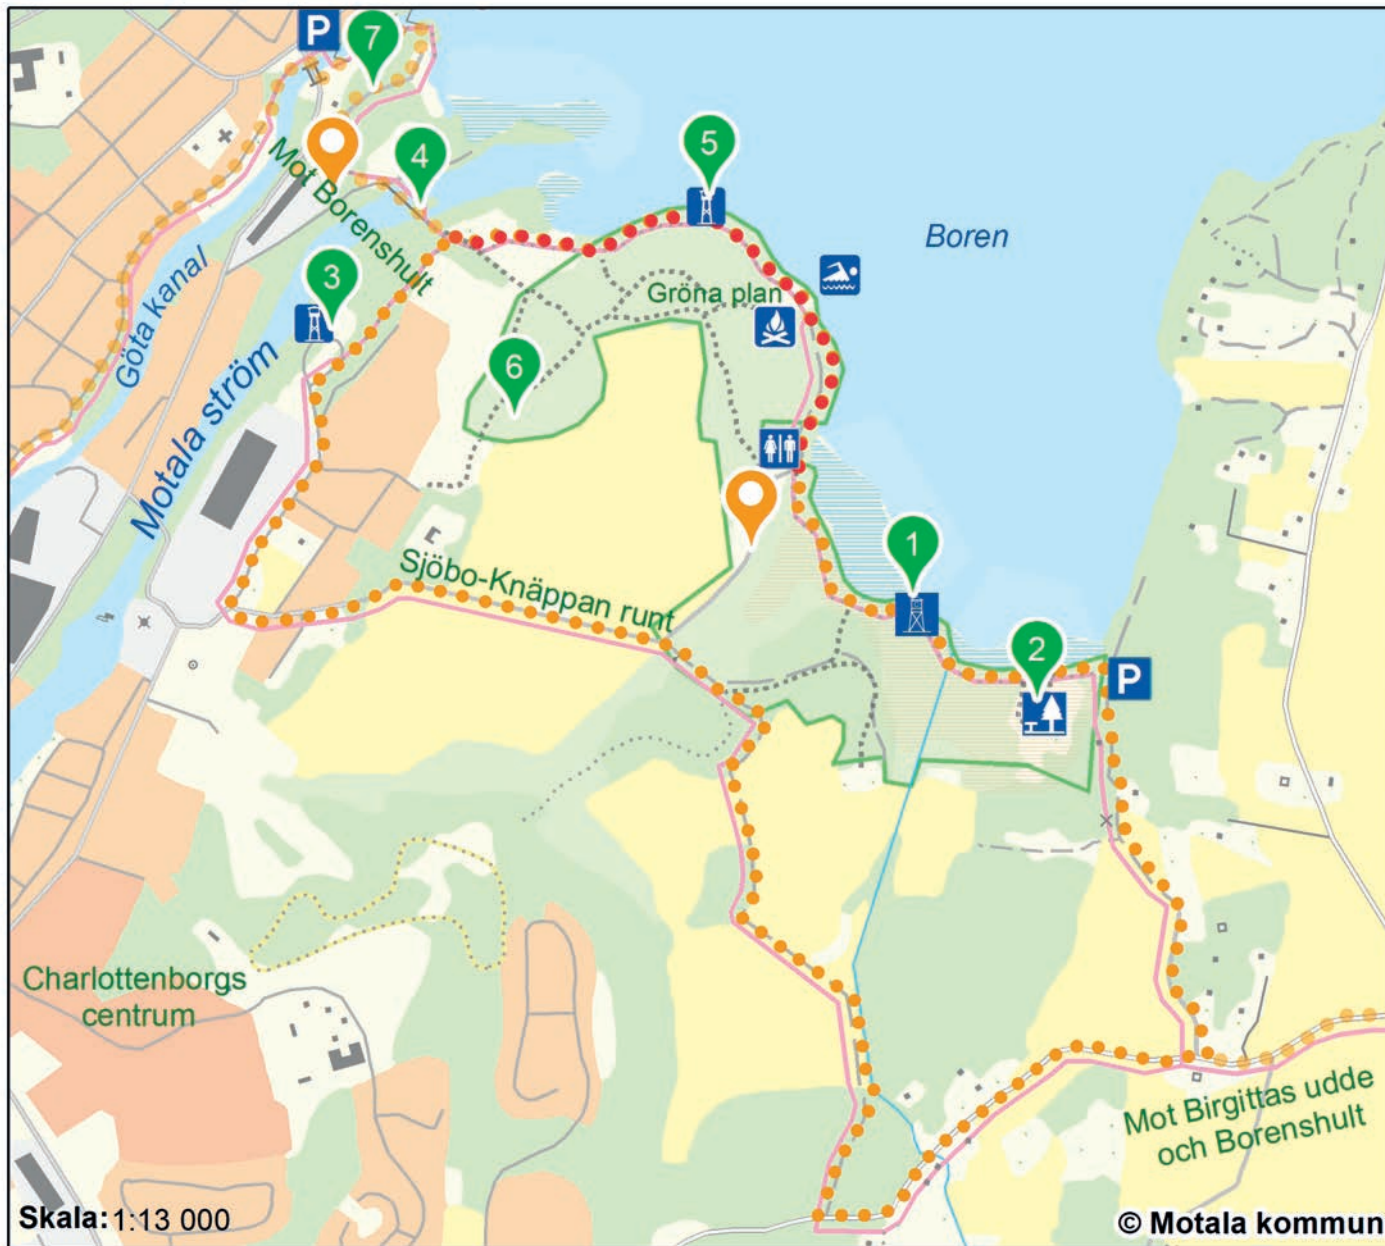 P
7
5
4
Mot Borenshult
Boren
3
Göta kanal
Gröna plan
Motala ström
6
1
Sjöbo-Knäppan runt
2
P
Charlottenborgs
centrum
Mot Birgittas udde
och Borenshult
Skala:1:13 000
© Motala kommun